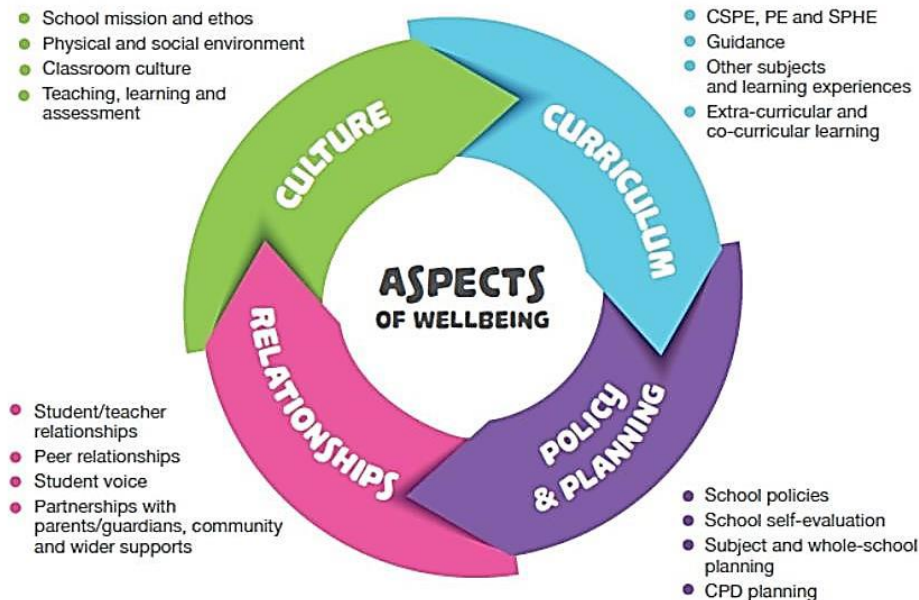 School mission and ethos
Physical and social environment
Classroom culture
Teaching, learning and
assessment
CSPE, PE and SPHE
Guidance
Other subjects
and learning experiences
Extra-curricular and
co-curricular learning
CULTURE
CURRICULUM
ASPECTS
OF WELLBEING
RELATIONSHIPS
POLICY
& PLANNING
Student/teacher
relationships
Peer relationships
Student voice
Partnerships with
parents/guardians, community
and wider supports
School policies
School self-evaluation
Subject and whole-school
planning
CPD planning